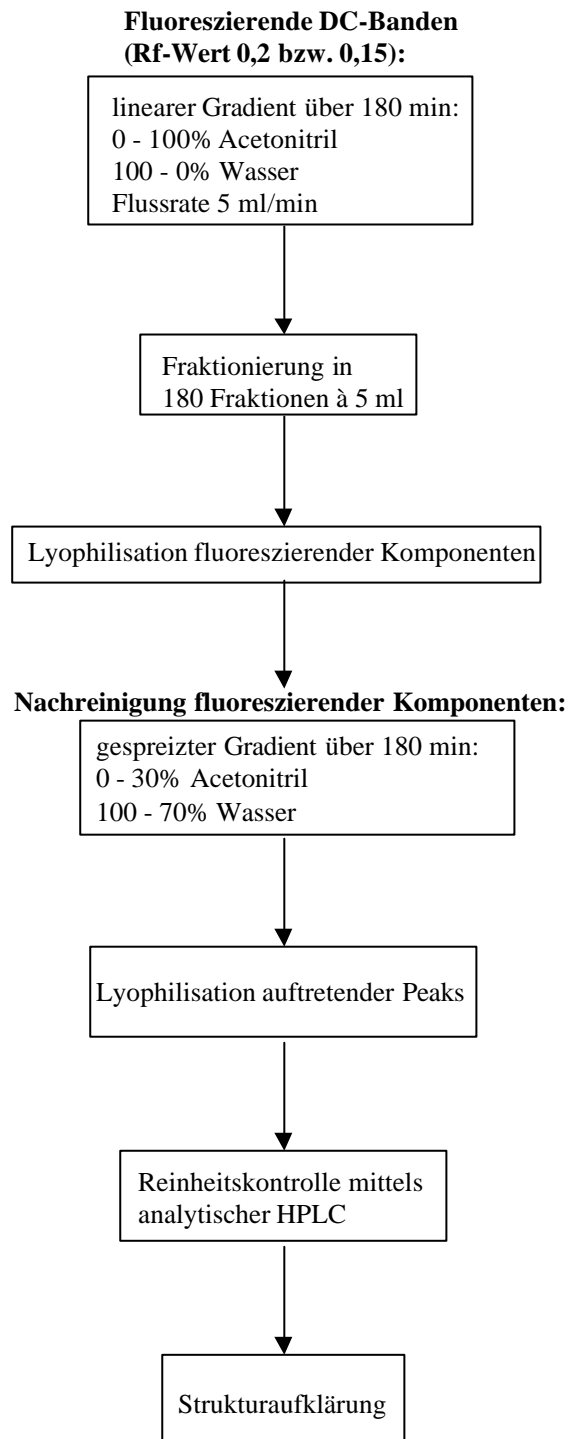 Fluoreszierende DC-Banden
(Rf-Wert 0,2 bzw. 0,15):
linearer Gradient über 180 min:
0 - 100% Acetonitril
100 - 0% Wasser
Flussrate 5 ml/min
Fraktionierung in
180 Fraktionen à 5 ml
Lyophilisation fluoreszierender Komponenten
Nachreinigung fluoreszierender Komponenten:
gespreizter Gradient über 180 min:
0 - 30% Acetonitril
100 - 70% Wasser
Lyophilisation auftretender Peaks
Reinheitskontrolle mittels
analytischer HPLC
Strukturaufklärung